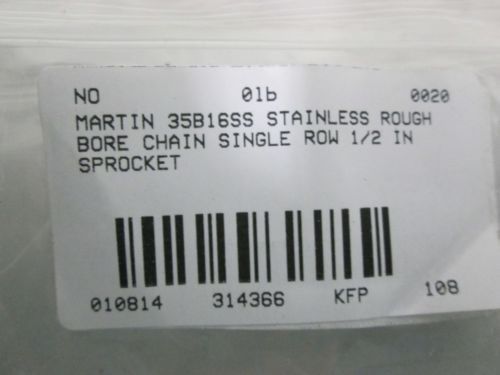 NO 01b 0020
MARTIN 35B16SS STAINLESS ROUGH
BORE CHAIN SINGLE ROW 1/2 IN
SPROCKET
010814 314366 KFP 108